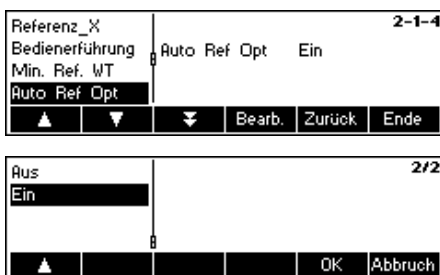 2-1-4
Referenz_X
Bedienerführung
Auto Ref Opt Ein
Min. Ref. WT
Auto Ref Opt
Bearb. Zurück Ende
2/2
Aus
Ein
OK Abbruch